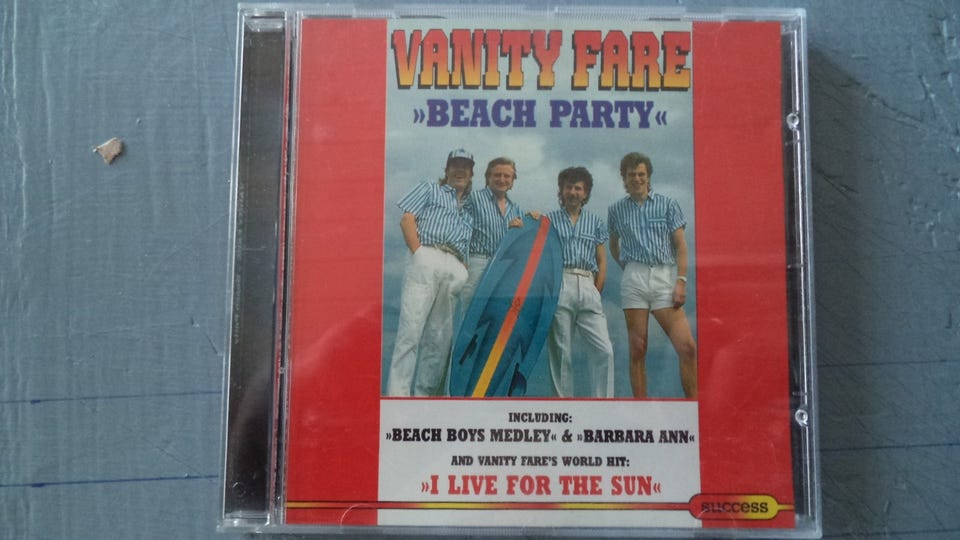 VANITY FARE
»BEACH PARTY«
INCLUDING:
»BEACH BOYS MEDLEY« & »BARBARA ANN«
AND VANITY FARE'S WORLD HIT:
»I LIVE FOR THE SUN«
success